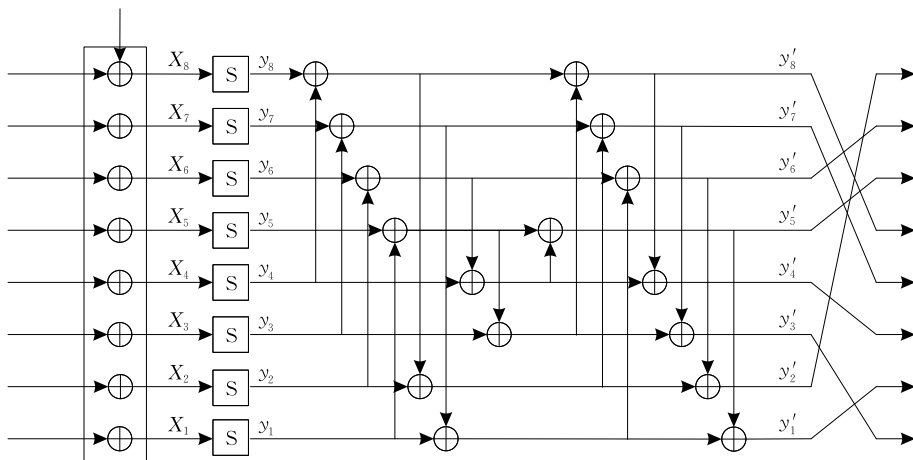 X₈ S y₈ y′₈
X₇ S y₇ y′₇
X₆ S y₆ y′₆
X₅ S y₅ y′₅
X₄ S y₄ y′₄
X₃ S y₃ y′₃
X₂ S y₂ y′₂
X₁ S y₁ y′₁